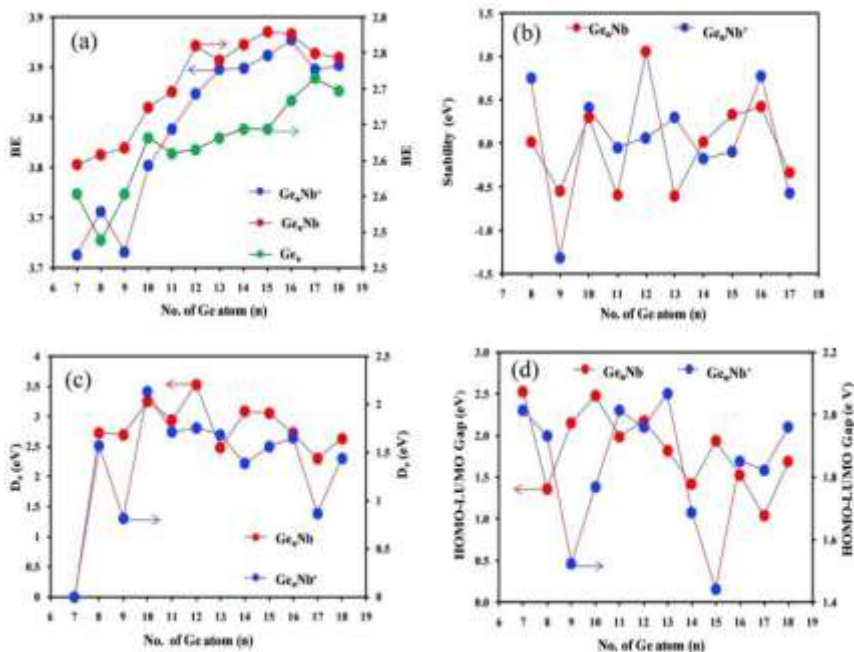 (a)
3.9
3.9
3.8
3.8
3.7
3.7
BE
2.8
2.8
2.7
2.7
2.6
2.6
2.5
2.5
BE
GeₙNb⁺
GeₙNb
Geₙ
6 7 8 9 10 11 12 13 14 15 16 17 18 19
No. of Ge atom (n)
(b)
GeₙNb
GeₙNb⁺
1.5
1.0
0.5
0.0
-0.5
-1.0
-1.5
Stability (eV)
7 8 9 10 11 12 13 14 15 16 17 18
No. of Ge atom (n)
(c)
4
3.5
3
2.5
2
1.5
1
0.5
0
(eV)
2.5
2
1.5
1
0.5
0
(eV)
GeₙNb
GeₙNb⁺
6 7 8 9 10 11 12 13 14 15 16 17 18 19
No. of Ge atom (n)
(d)
GeₙNb
GeₙNb⁺
3.0
2.5
2.0
1.5
1.0
0.5
0.0
HOMO-LUMO Gap (eV)
2.2
2.0
1.8
1.6
1.4
HOMO-LUMO Gap (e V)
6 7 8 9 10 11 12 13 14 15 16 17 18 19
No. of Ge atom (n)